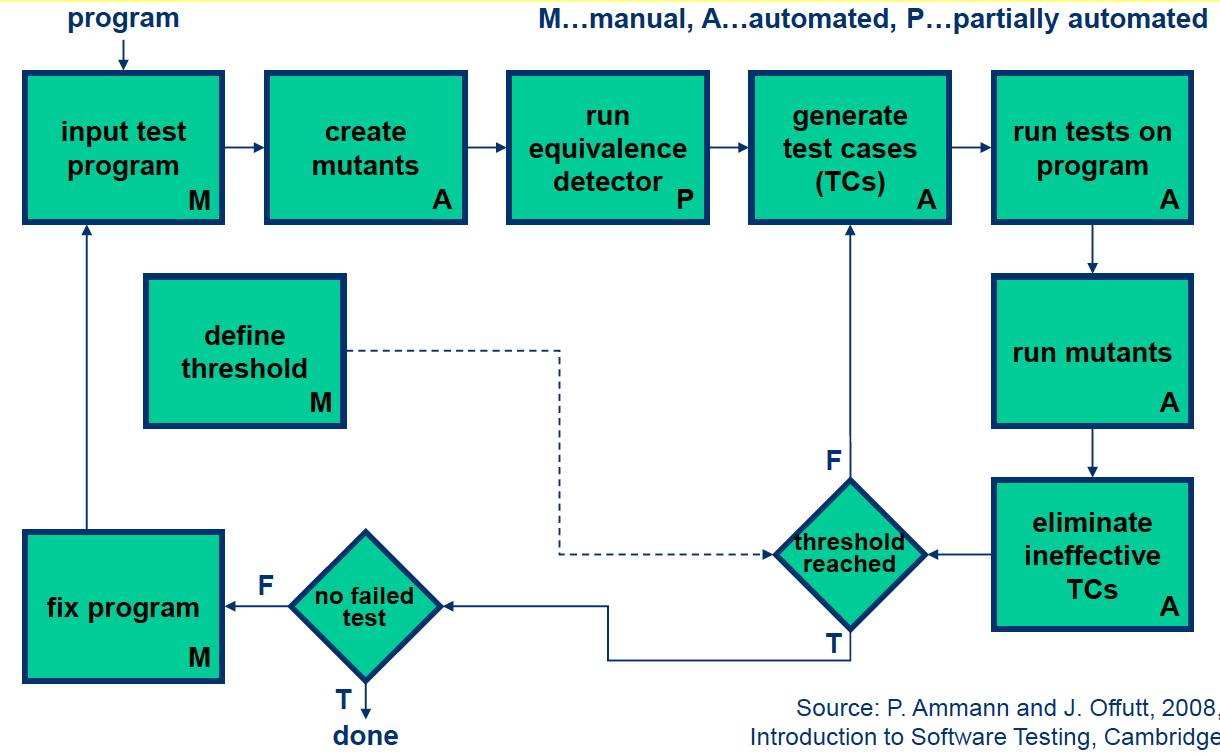 program
M…manual, A…automated, P…partially automated
input test
program
M
create
mutants
A
run
equivalence
detector
P
generate
test cases
(TCs)
A
run tests on
program
A
define
threshold
M
run mutants
A
F
threshold
reached
T
eliminate
ineffective
TCs
A
fix program
M
F
no failed
test
T
done
Source: P. Ammann and J. Offutt, 2008,
Introduction to Software Testing, Cambridge